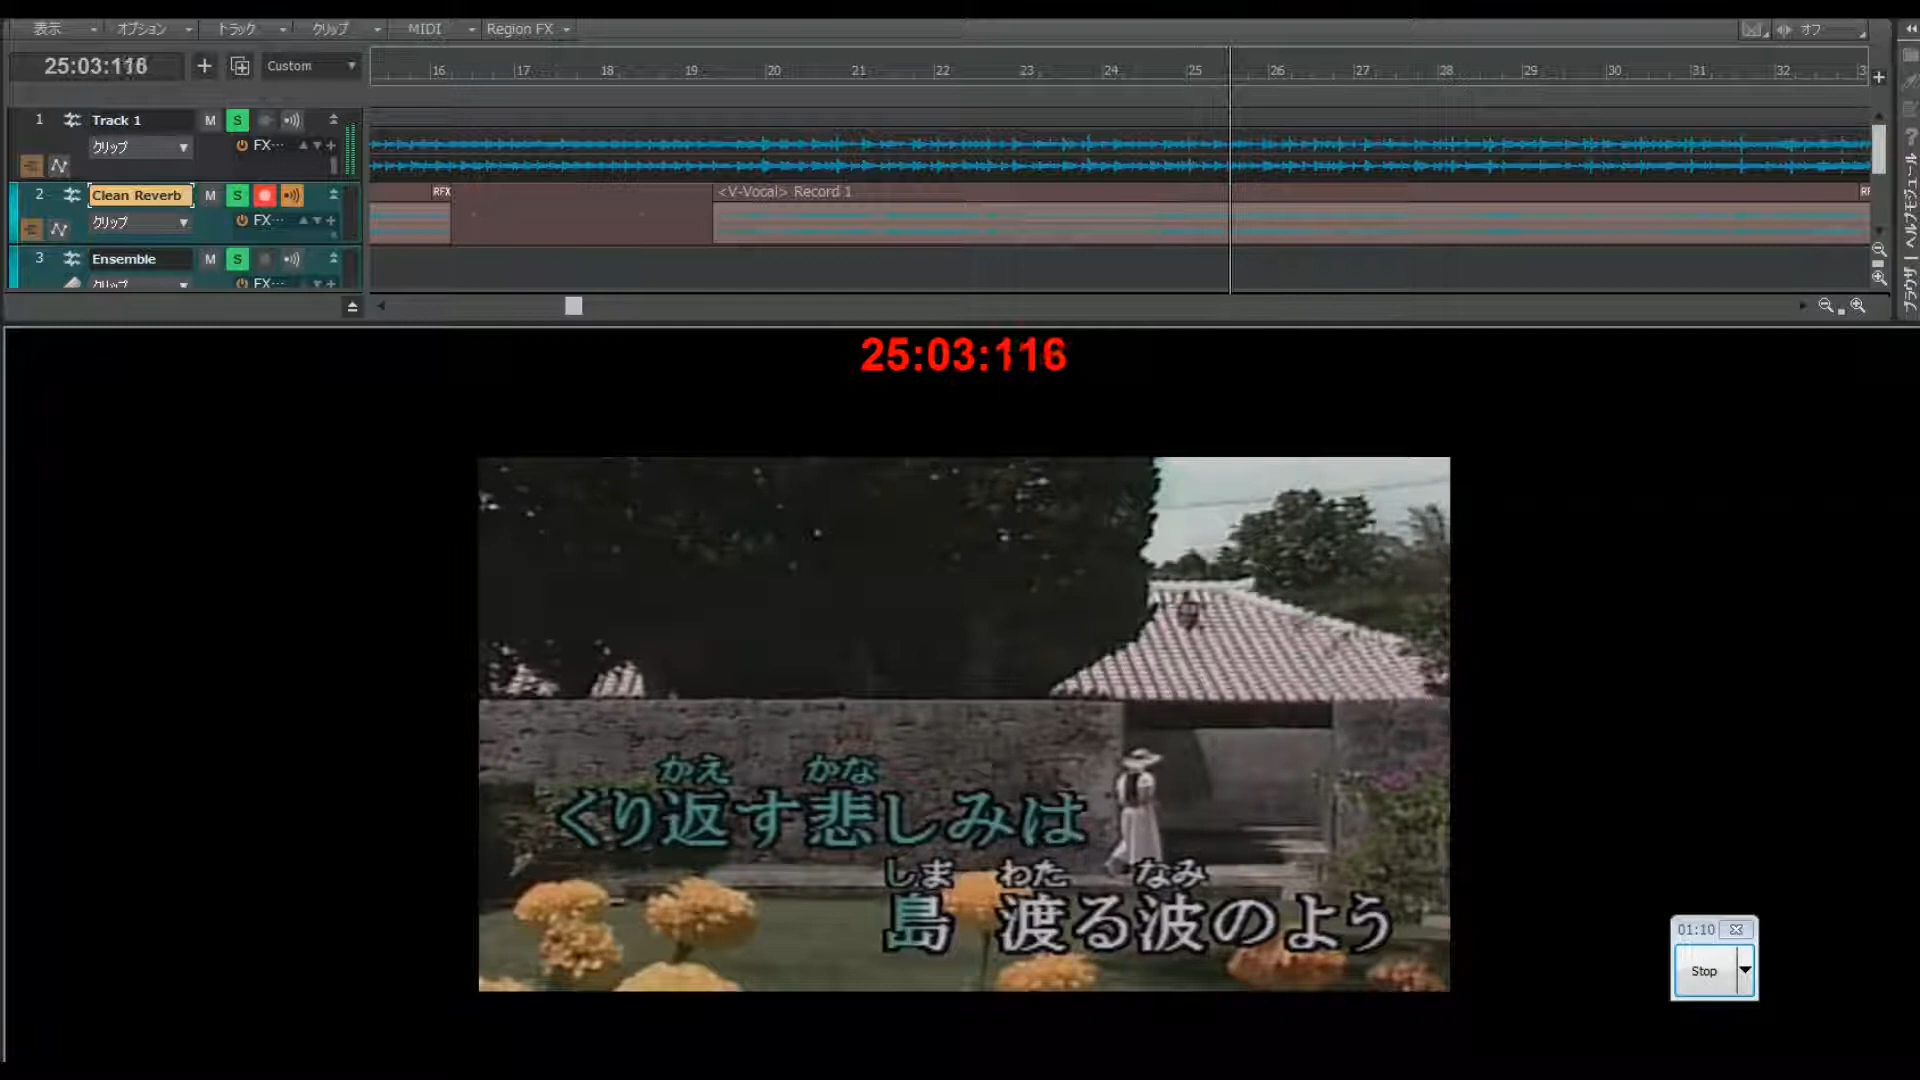 表示 オプション トラック クリップ MIDI Region FX オフ
25:03:116 Custom
16 17 18 19 20 21 22 23 24 25 26 27 28 29 30 31 32
1 Track 1 M S
クリップ FX
2 Clean Reverb M S RFX <V-Vocal> Record 1
クリップ FX
3 Ensemble M S
クリップ FX
25:03:116
かえ かな
くり返す悲しみは
しま わた なみ
島 渡る波のよう
01:10
Stop